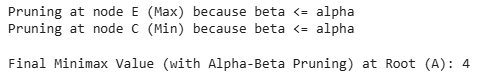 Pruning at node E (Max) because beta <= alpha
Pruning at node C (Min) because beta <= alpha
Final Minimax Value (with Alpha-Beta Pruning) at Root (A): 4